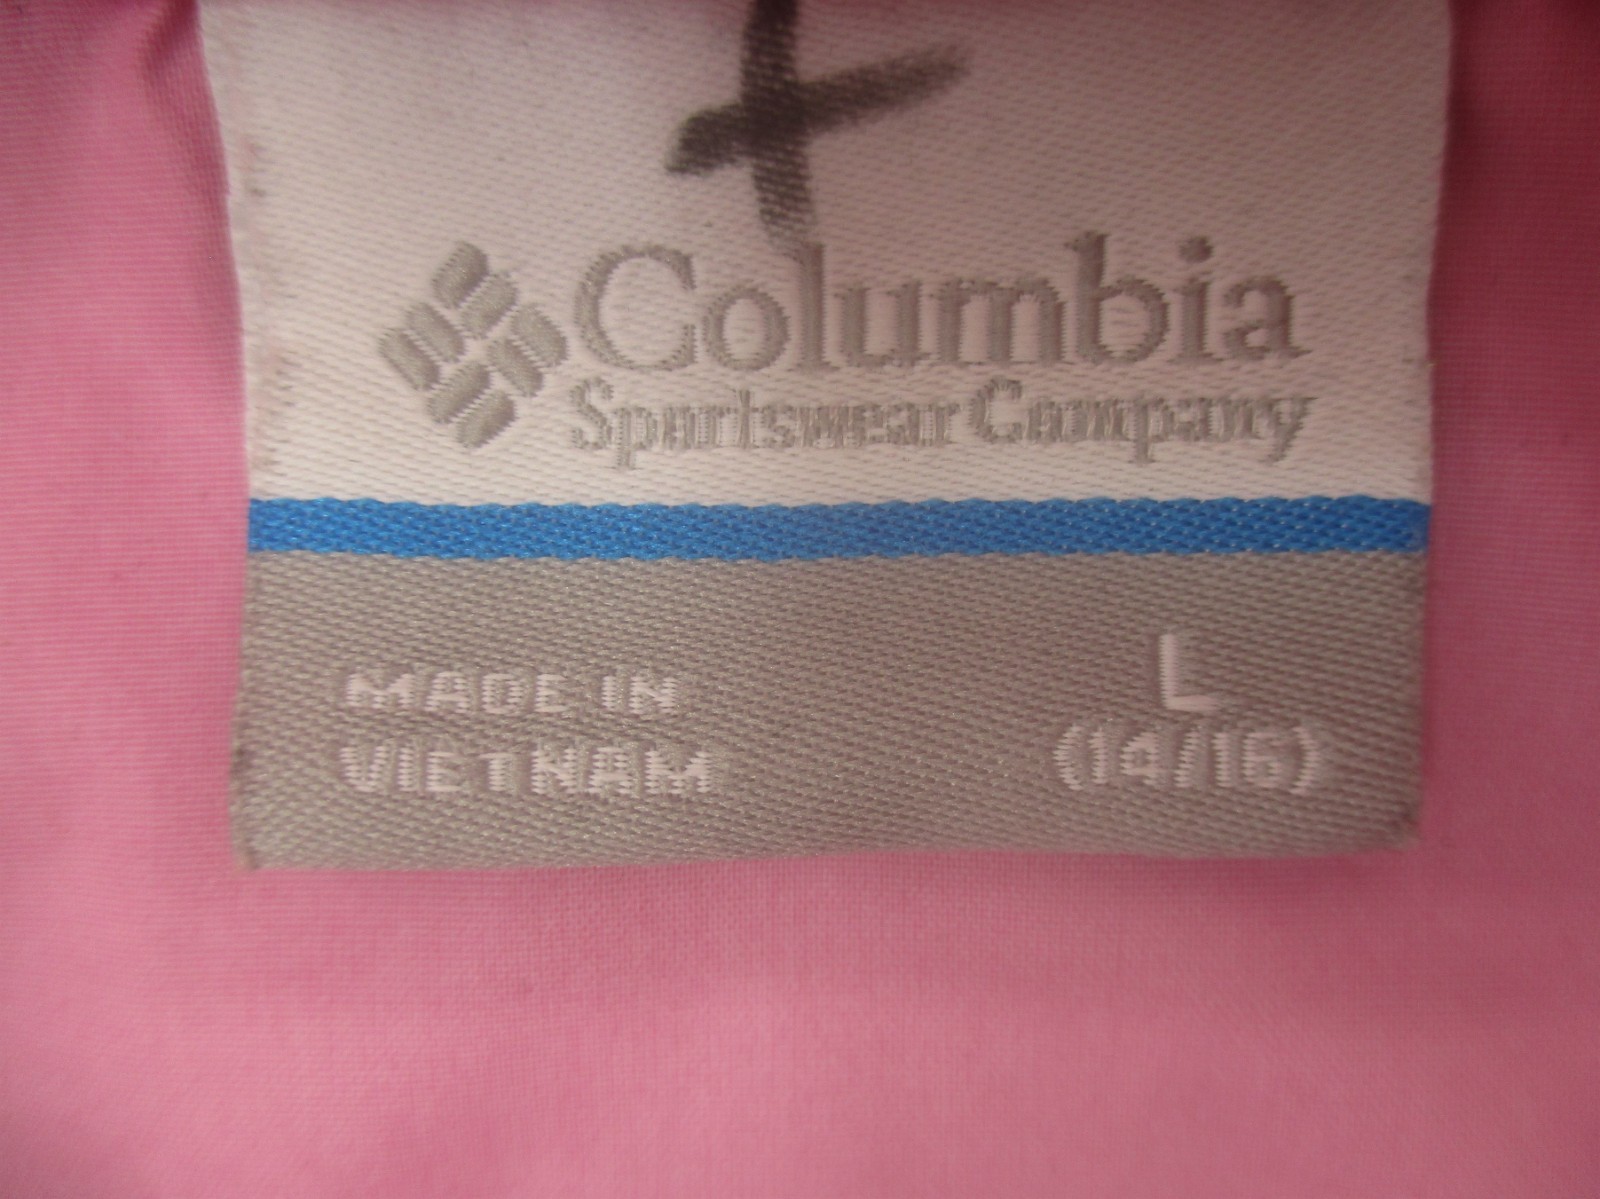 Columbia
Sportswear Company
MADE IN
VIETNAM
L
(14/16)